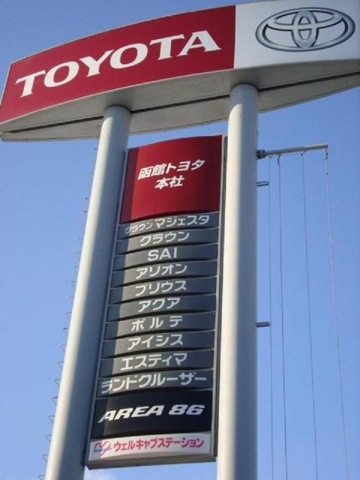 TOYOTA
函館トヨタ
本社
クラウン マジェスタ
クラウン
SAI
アリオン
プリウス
アクア
ポルテ
アイシス
エスティマ
ランドクルーザー
AREA 86
ウェルキャブステーション